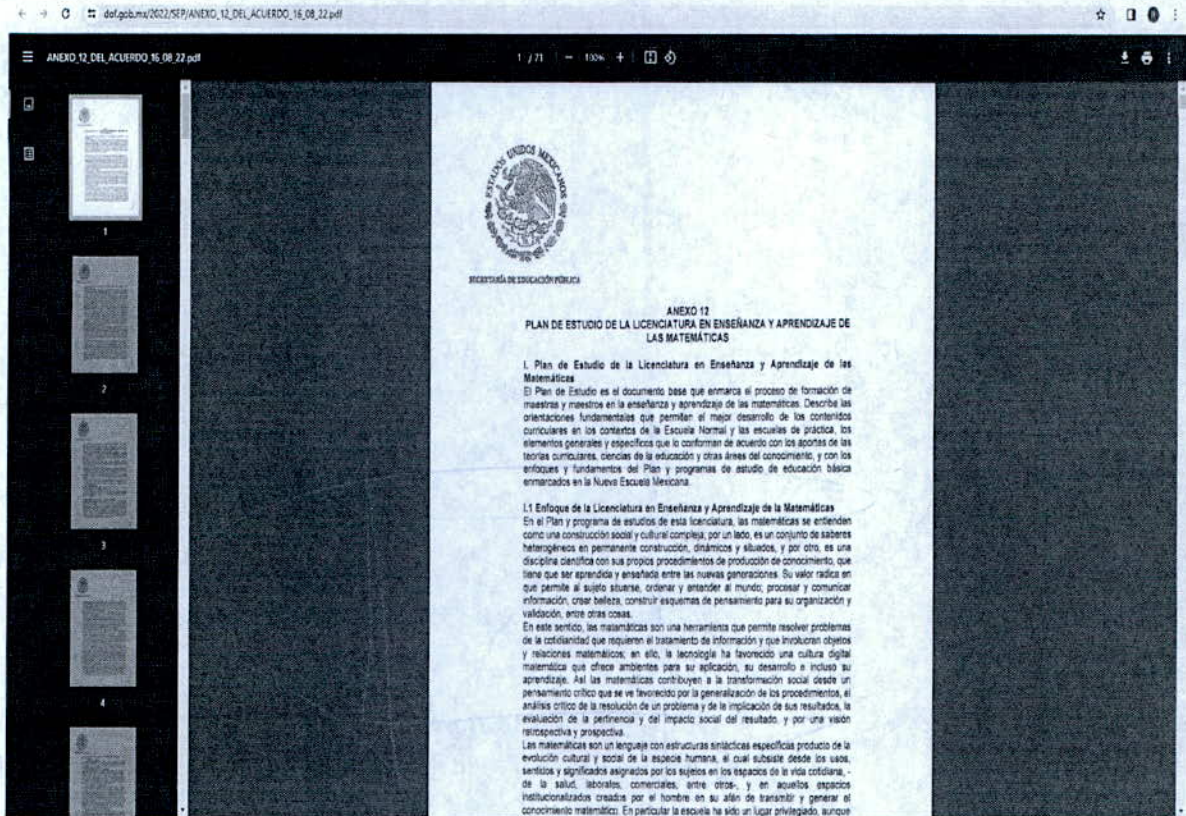 dof.gob.mx/2022/SEP/ANEXO_12_DEL_ACUERDO_16_08_22.pdf
ANEXO_12_DEL_ACUERDO_16_08_22.pdf
1 / 71 − 100% +
1
2
3
4
ESTADOS UNIDOS MEXICANOS
SECRETARÍA DE EDUCACIÓN PÚBLICA
ANEXO 12
PLAN DE ESTUDIO DE LA LICENCIATURA EN ENSEÑANZA Y APRENDIZAJE DE
LAS MATEMÁTICAS
I. Plan de Estudio de la Licenciatura en Enseñanza y Aprendizaje de las
Matemáticas
El Plan de Estudio es el documento base que enmarca el proceso de formación de
maestras y maestros en la enseñanza y aprendizaje de las matemáticas. Describe las
orientaciones fundamentales que permiten el mejor desarrollo de los contenidos
curriculares en los contextos de la Escuela Normal y las escuelas de práctica, los
elementos generales y específicos que lo conforman de acuerdo con los aportes de las
teorías curriculares, ciencias de la educación y otras áreas del conocimiento, y con los
enfoques y fundamentos del Plan y programas de estudio de educación básica
enmarcados en la Nueva Escuela Mexicana.
I.1 Enfoque de la Licenciatura en Enseñanza y Aprendizaje de la Matemáticas
En el Plan y programa de estudios de esta licenciatura, las matemáticas se entienden
como una construcción social y cultural compleja, por un lado, es un conjunto de saberes
heterogéneos en permanente construcción, dinámicos y situados, y por otro, es una
disciplina científica con sus propios procedimientos de producción de conocimiento, que
tiene que ser aprendida y enseñada entre las nuevas generaciones. Su valor radica en
que permite al sujeto situarse, ordenar y entender al mundo; procesar y comunicar
información, crear belleza, construir esquemas de pensamiento para su organización y
validación, entre otras cosas.
En este sentido, las matemáticas son una herramienta que permite resolver problemas
de la cotidianidad que requieren el tratamiento de información y que involucran objetos
y relaciones matemáticos; en ello, la tecnología ha favorecido una cultura digital
matemática que ofrece ambientes para su aplicación, su desarrollo e incluso su
aprendizaje. Así las matemáticas contribuyen a la transformación social desde un
pensamiento crítico que se ve favorecido por la generalización de los procedimientos, el
análisis crítico de la resolución de un problema y de la implicación de sus resultados, la
evaluación de la pertinencia y del impacto social del resultado, y por una visión
retrospectiva y prospectiva.
Las matemáticas son un lenguaje con estructuras sintácticas específicas producto de la
evolución cultural y social de la especie humana, el cual subsiste desde los usos,
sentidos y significados asignados por los sujetos en los espacios de la vida cotidiana, -
de la salud, laborales, comerciales, entre otros-, y en aquellos espacios
institucionalizados creados por el hombre en su afán de transmitir y generar el
conocimiento matemático. En particular la escuela ha sido un lugar privilegiado, aunque